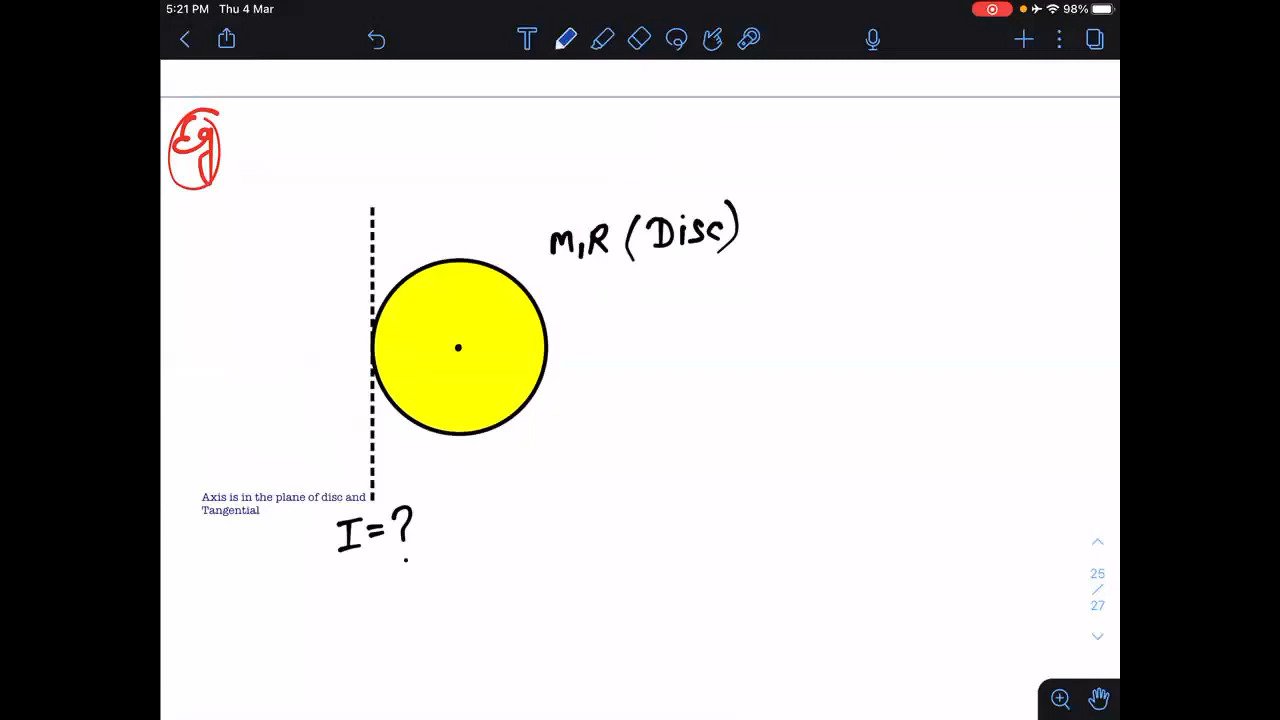 5:21 PM Thu 4 Mar
98%
T
Eg
M,R (Disc)
Axis is in the plane of disc and
Tangential
I=?
25
/
27